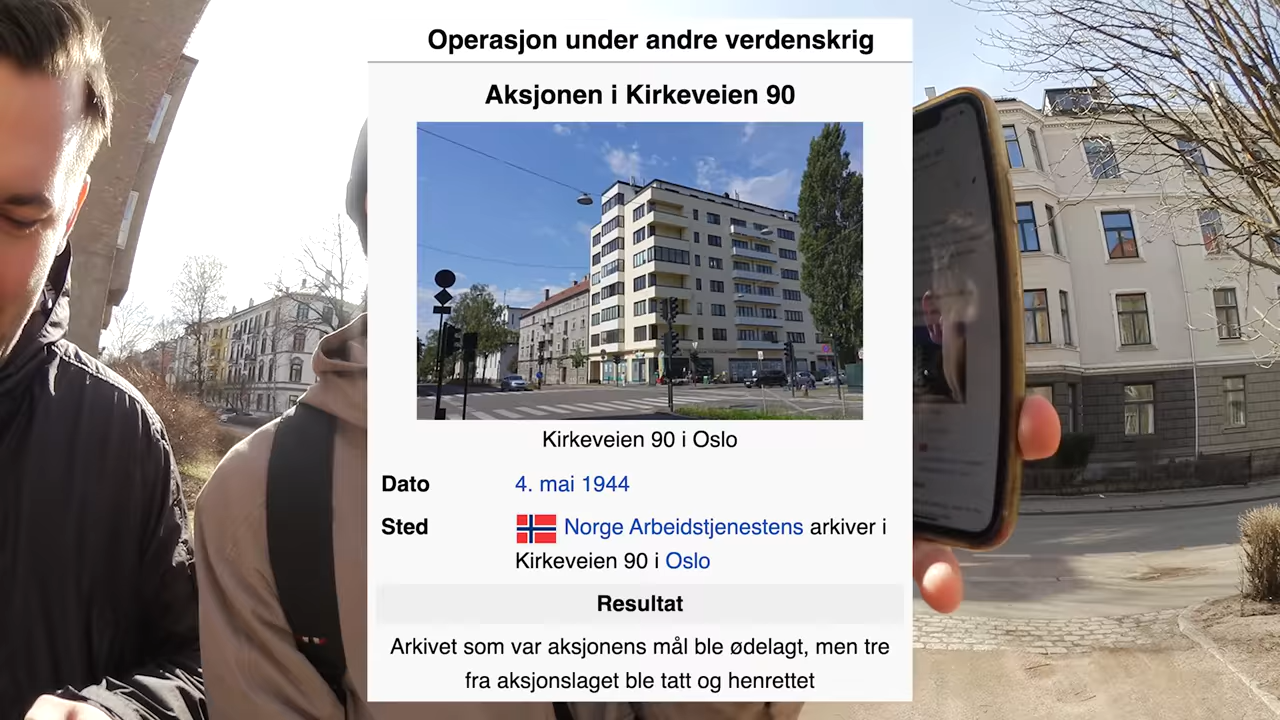 Operasjon under andre verdenskrig
Aksjonen i Kirkeveien 90
Kirkeveien 90 i Oslo
Dato 4. mai 1944
Sted Norge Arbeidstjenestens arkiver i
Kirkeveien 90 i Oslo
Resultat
Arkivet som var aksjonens mål ble ødelagt, men tre
fra aksjonslaget ble tatt og henrettet